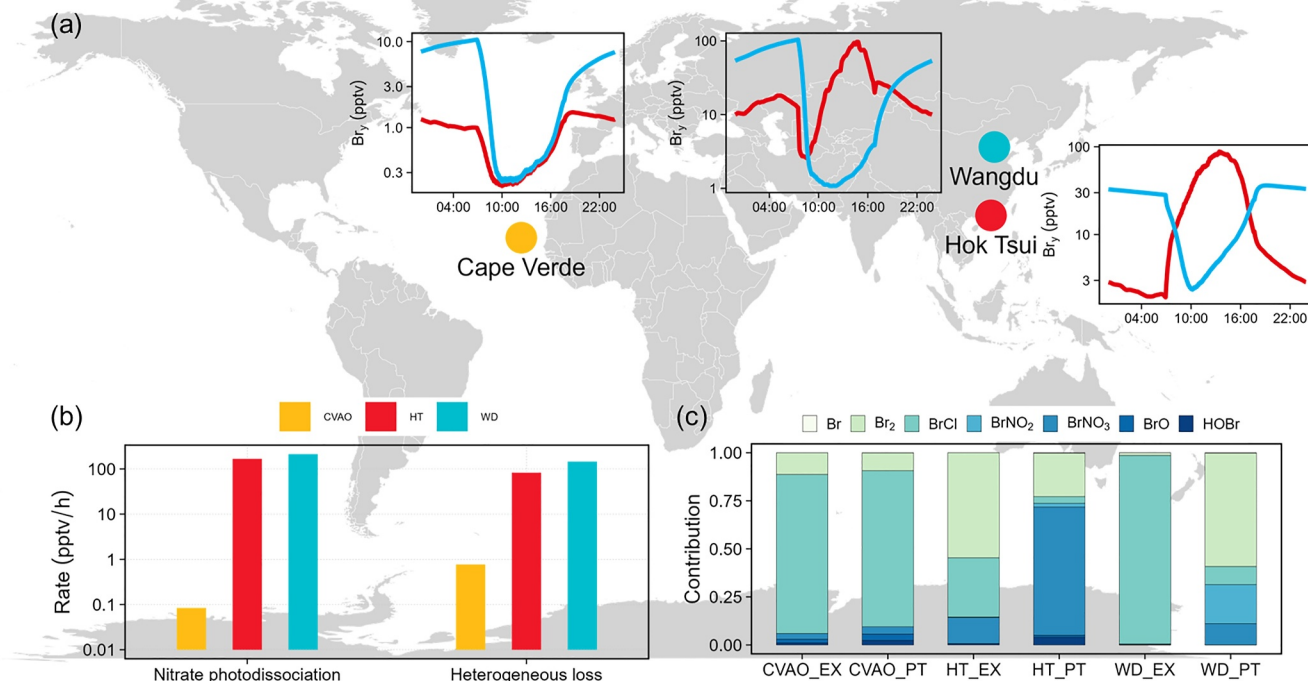 (a)
10.0
3.0
1.0
0.3
Brᵧ (pptv)
04:00 10:00 16:00 22:00
100
10
1
Brᵧ (pptv)
04:00 10:00 16:00 22:00
Wangdu
Hok Tsui
Cape Verde
100
30
10
3
Brᵧ (pptv)
04:00 10:00 16:00 22:00
(b)
CVAO HT WD
100
10
1
0.1
0.01
Rate (pptv/h)
Nitrate photodissociation Heterogeneous loss
(c)
Br Br₂ BrCl BrNO₂ BrNO₃ BrO HOBr
1.00
0.75
0.50
0.25
0.00
Contribution
CVAO_EX CVAO_PT HT_EX HT_PT WD_EX WD_PT